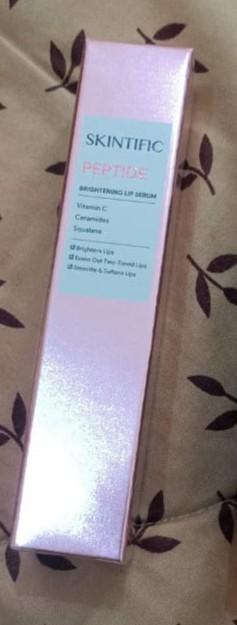 SKINTIFIC
PEPTIDE
BRIGHTENING LIP SERUM
Vitamin C
Ceramides
Squalane
☑ Brightens Lips
☑ Evens Out Two-Toned Lips
☑ Smooths & Softens Lips